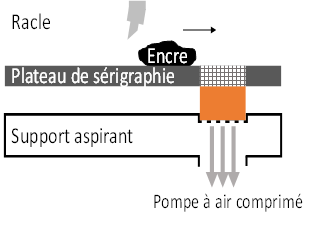 Racle
Encre
Plateau de sérigraphie
Support aspirant
Pompe à air comprimé